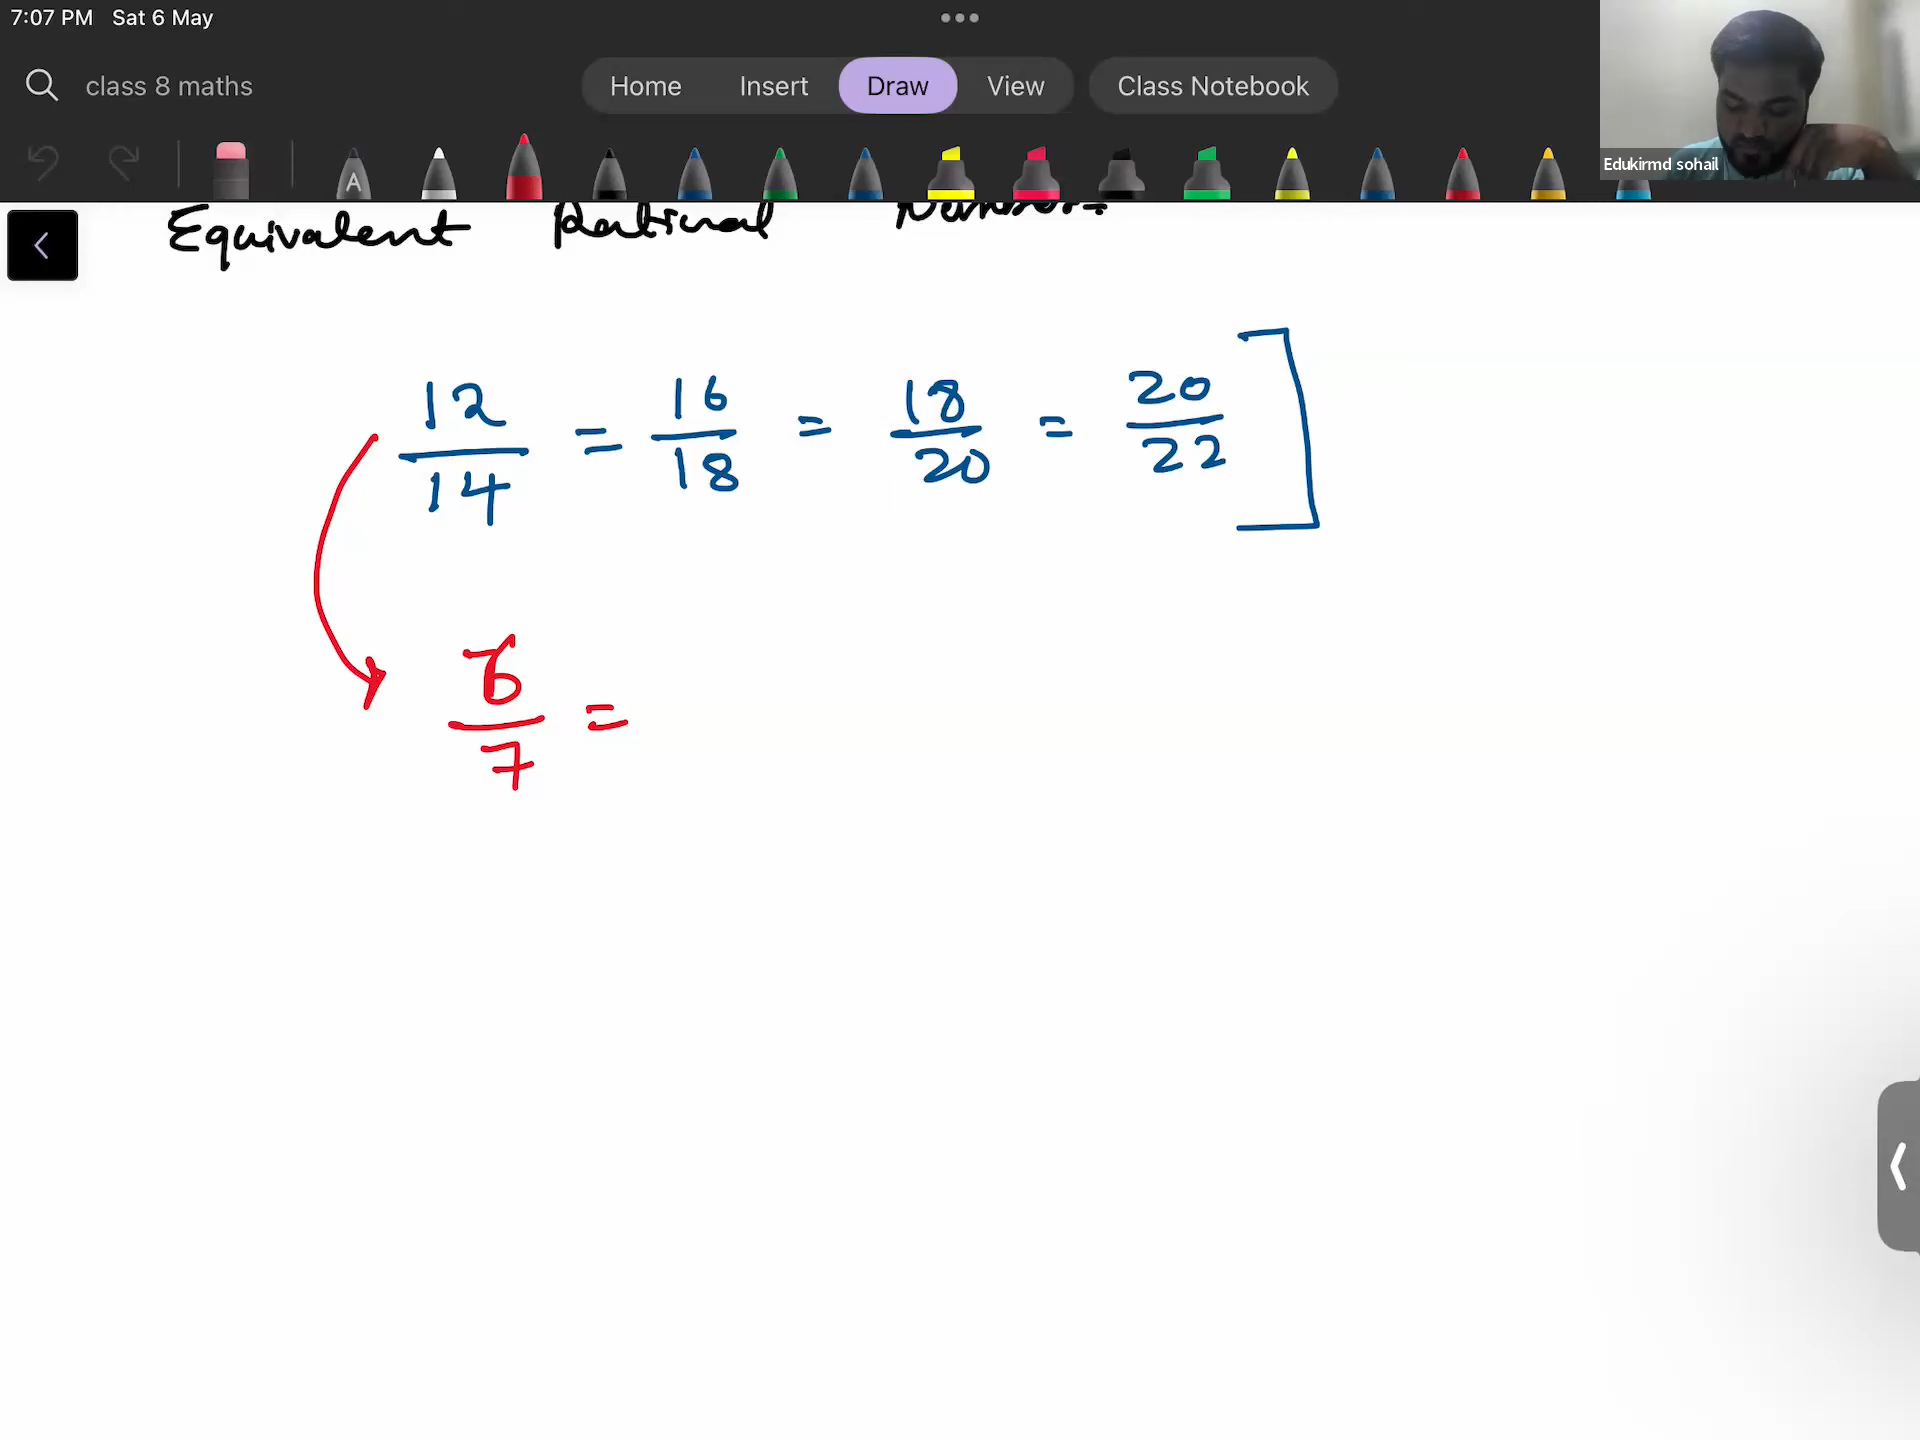 7:07 PM Sat 6 May
class 8 maths
Home Insert Draw View Class Notebook
A
Edukirmd sohail
Equivalent Rational
12/14 = 16/18 = 18/20 = 20/22 ]
6/7 =